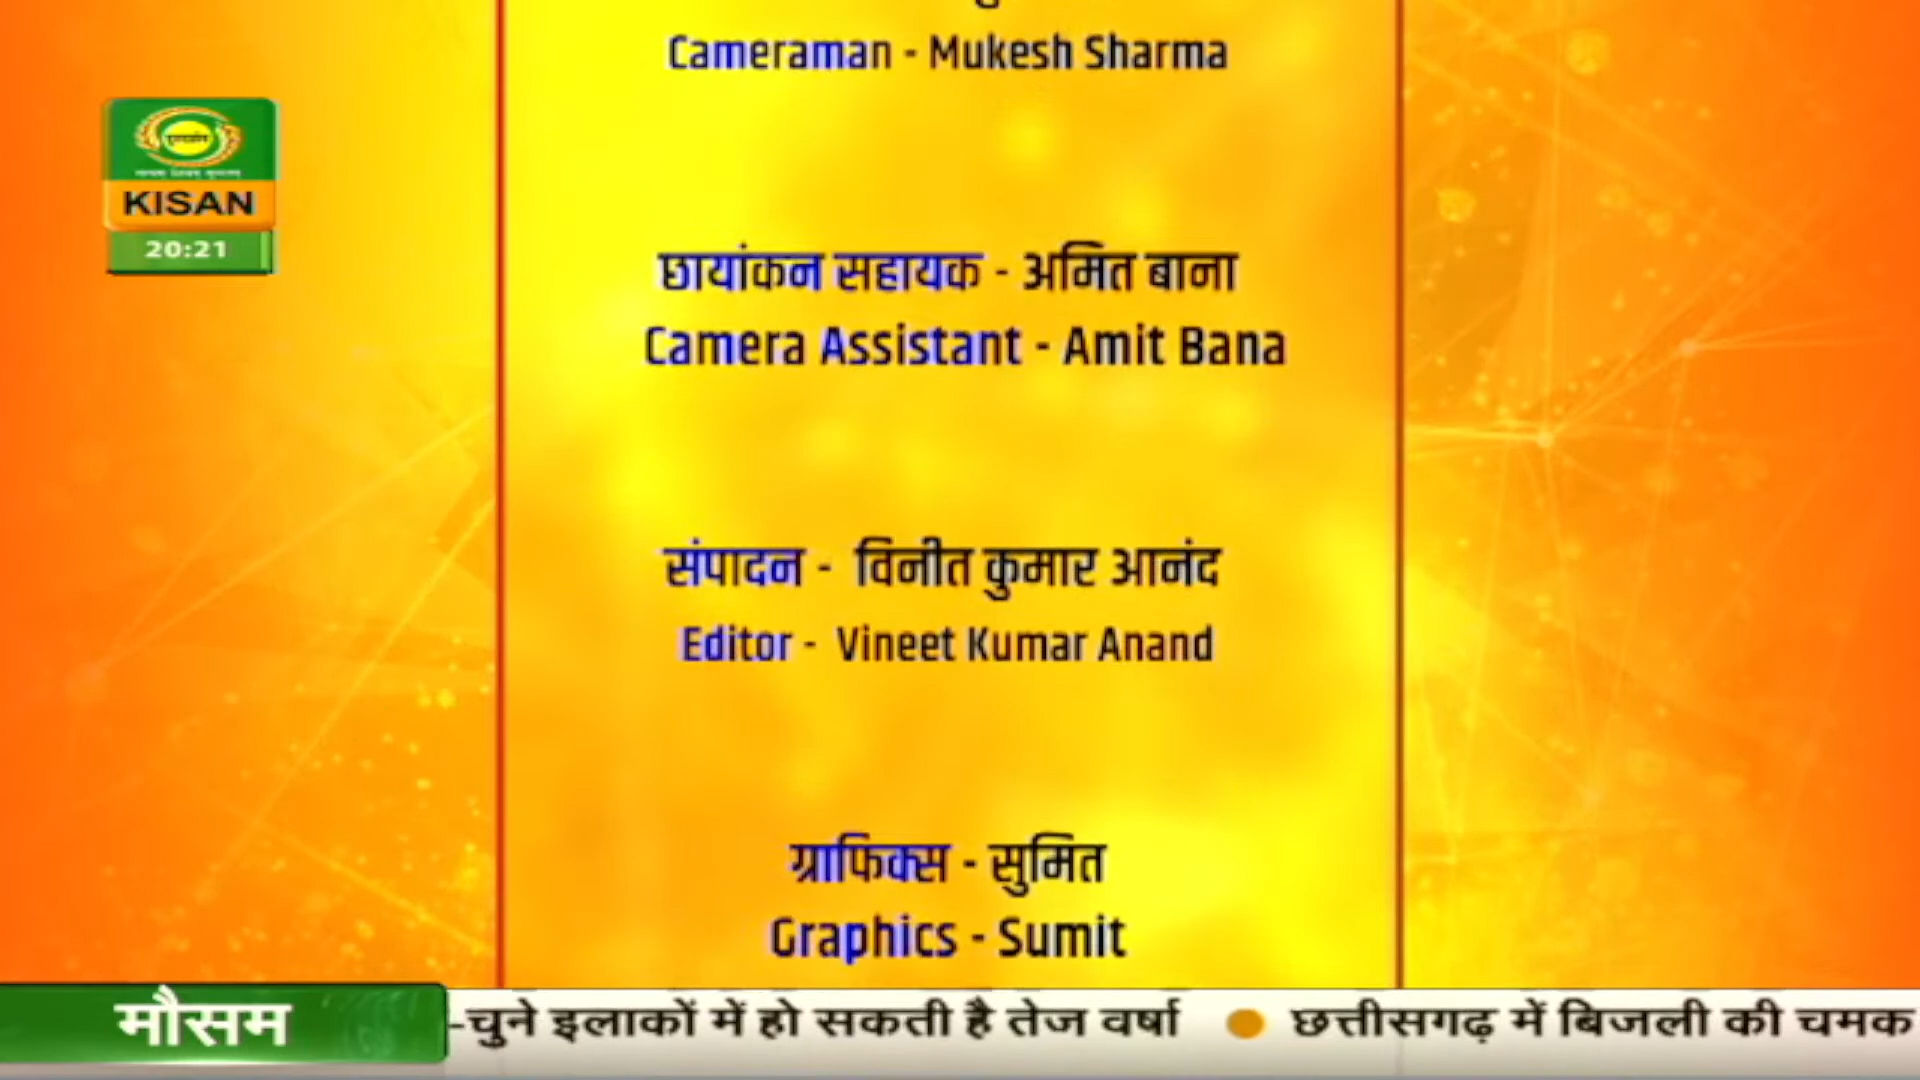 Cameraman - Mukesh Sharma
KISAN
20:21
छायांकन सहायक - अमित बाना
Camera Assistant - Amit Bana
संपादन - विनीत कुमार आनंद
Editor - Vineet Kumar Anand
ग्राफिक्स - सुमित
Graphics - Sumit
मौसम
-चुने इलाकों में हो सकती है तेज वर्षा
छत्तीसगढ़ में बिजली की चमक